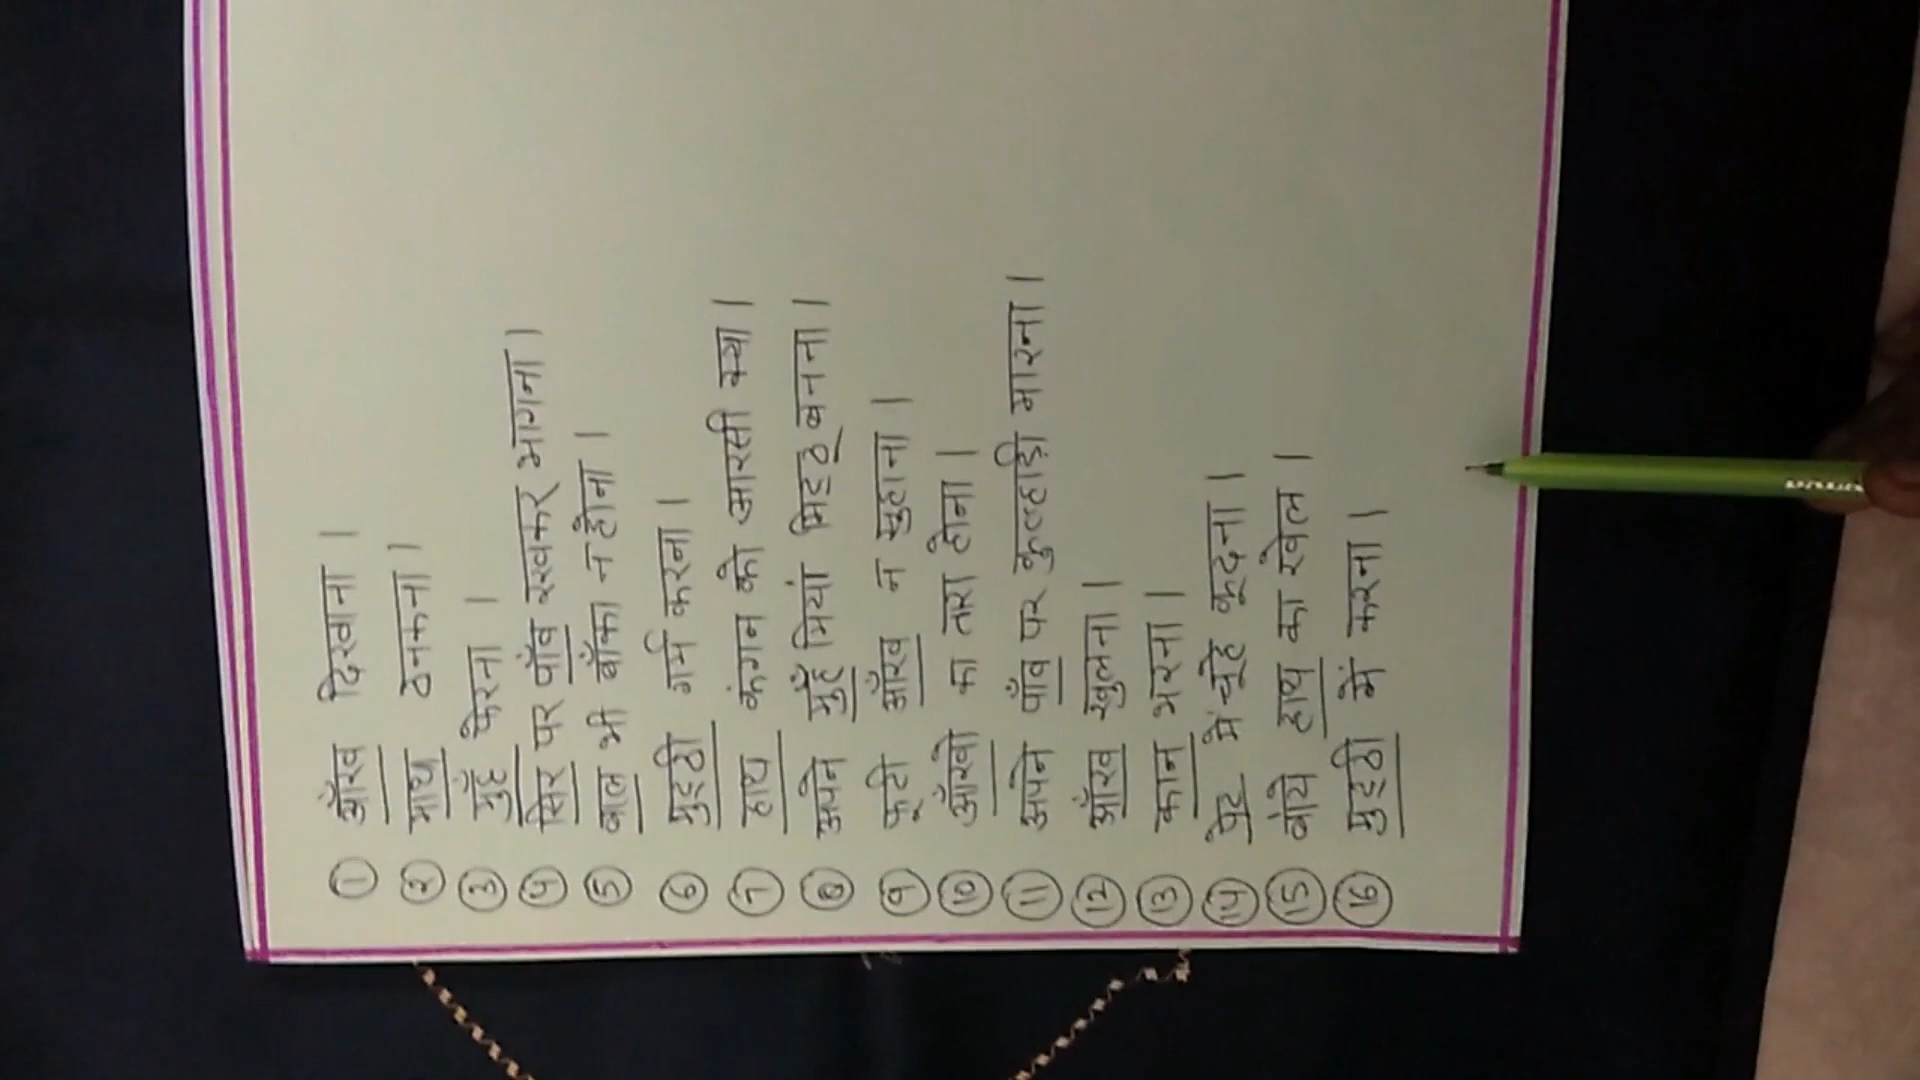 ① आँख दिखाना |
② माथा ठनकना |
③ मुँह फेरना |
④ सिर पर पाँव रखकर भागना |
⑤ बाल भी बाँका न होना |
⑥ मुट्ठी गर्म करना |
⑦ हाथ कंगन को आरसी क्या |
⑧ अपने मुँह मियां मिट्ठू बनना |
⑨ फूटी आँख न सुहाना |
⑩ आँखो का तारा होना |
⑪ अपने पाँव पर कुल्हाड़ी मारना |
⑫ आँख खुलना |
⑬ कान भरना |
⑭ पेट में चूहे कूदना |
⑮ बांये हाथ का खेल |
⑯ मुट्ठी में करना |